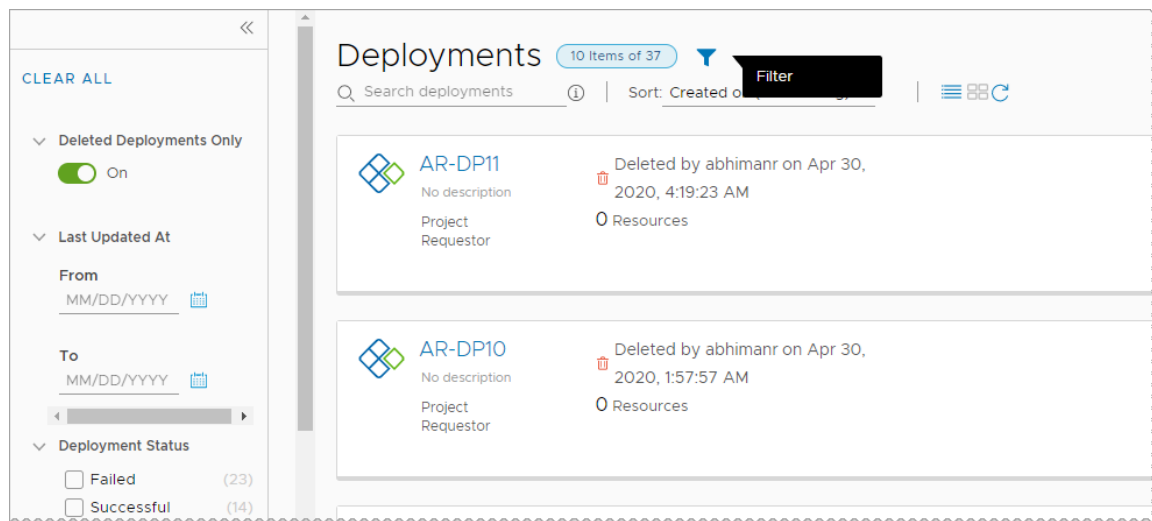 CLEAR ALL
Deleted Deployments Only
On
Last Updated At
From
MM/DD/YYYY
To
MM/DD/YYYY
Deployment Status
Failed (23)
Successful (14)
Deployments 10 Items of 37
Filter
Search deployments Sort: Created
AR-DP11
No description
Project
Requestor
Deleted by abhimanr on Apr 30,
2020, 4:19:23 AM
0 Resources
AR-DP10
No description
Project
Requestor
Deleted by abhimanr on Apr 30,
2020, 1:57:57 AM
0 Resources